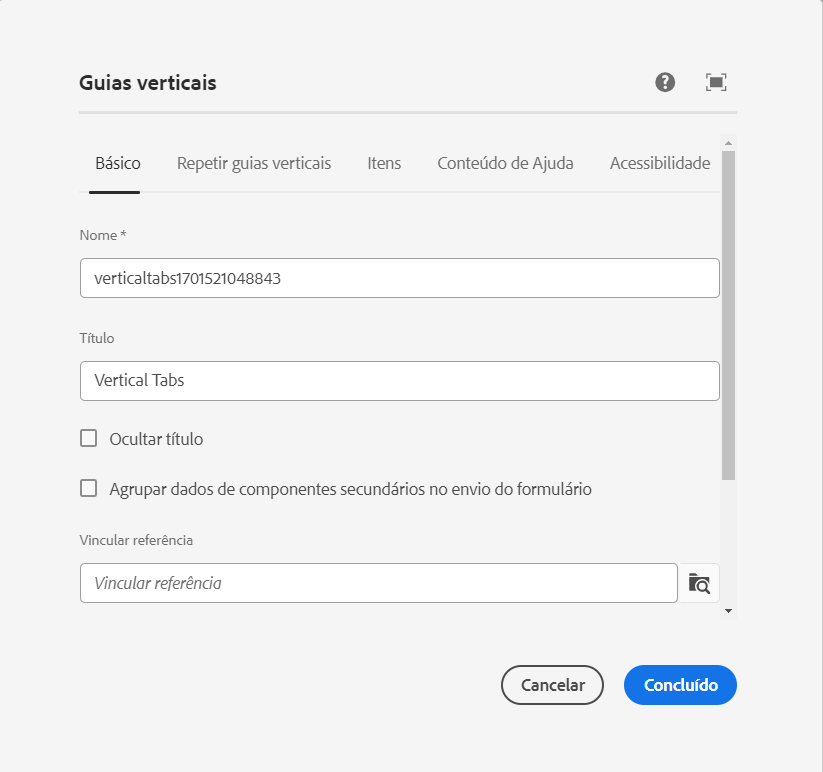 Guias verticais
Básico Repetir guias verticais Itens Conteúdo de Ajuda Acessibilidade
Nome *
verticaltabs1701521048843
Título
Vertical Tabs
Ocultar título
Agrupar dados de componentes secundários no envio do formulário
Vincular referência
Vincular referência
Cancelar Concluído